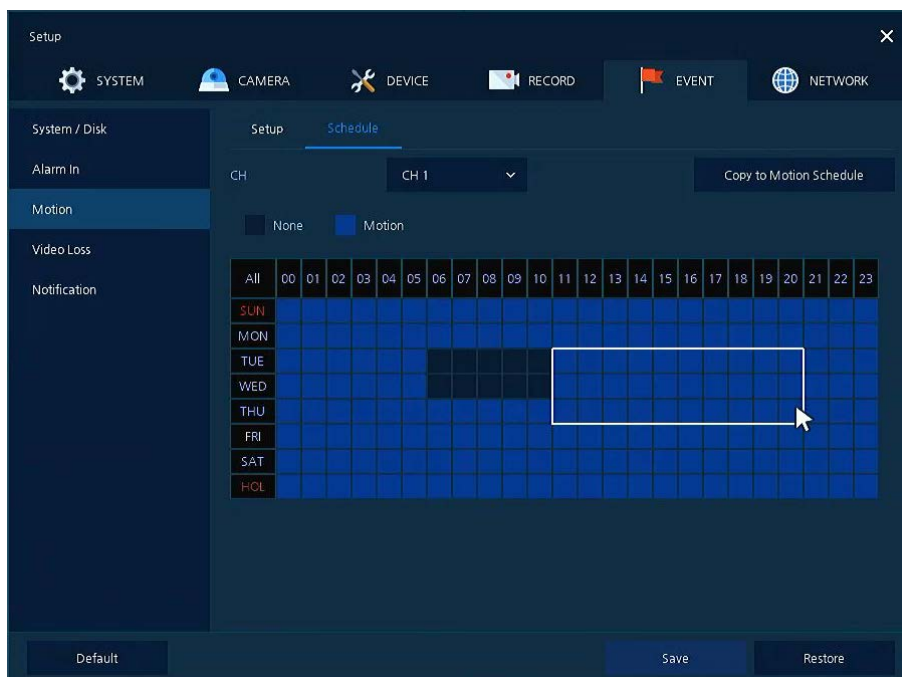 Setup
SYSTEM CAMERA DEVICE RECORD EVENT NETWORK
System / Disk
Alarm In
Motion
Video Loss
Notification
Setup Schedule
CH CH 1 Copy to Motion Schedule
None Motion
All 00 01 02 03 04 05 06 07 08 09 10 11 12 13 14 15 16 17 18 19 20 21 22 23
SUN
MON
TUE
WED
THU
FRI
SAT
HOL
Default Save Restore